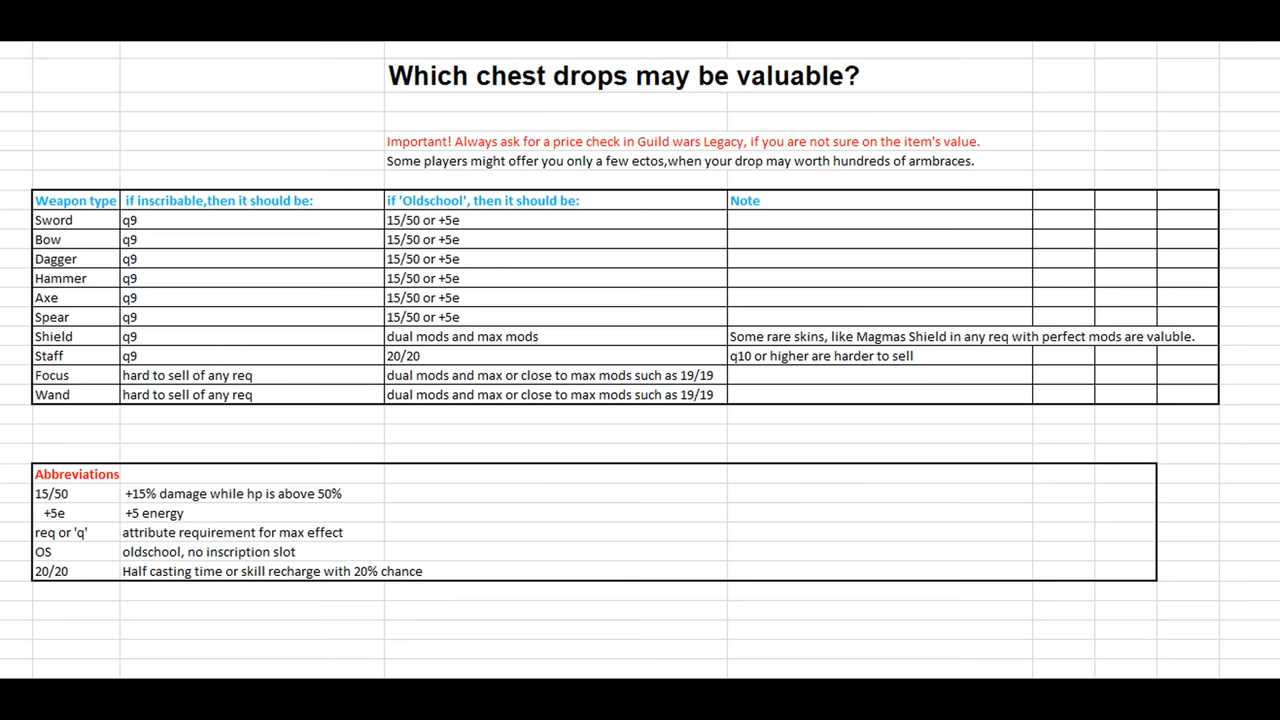 Which chest drops may be valuable?
Important! Always ask for a price check in Guild wars Legacy, if you are not sure on the item's value.
Some players might offer you only a few ectos,when your drop may worth hundreds of armbraces.
Weapon type if inscribable,then it should be: if 'Oldschool', then it should be: Note
Sword q9 15/50 or +5e
Bow q9 15/50 or +5e
Dagger q9 15/50 or +5e
Hammer q9 15/50 or +5e
Axe q9 15/50 or +5e
Spear q9 15/50 or +5e
Shield q9 dual mods and max mods Some rare skins, like Magmas Shield in any req with perfect mods are valuble.
Staff q9 20/20 q10 or higher are harder to sell
Focus hard to sell of any req dual mods and max or close to max mods such as 19/19
Wand hard to sell of any req dual mods and max or close to max mods such as 19/19
Abbreviations
15/50 +15% damage while hp is above 50%
+5e +5 energy
req or 'q' attribute requirement for max effect
OS oldschool, no inscription slot
20/20 Half casting time or skill recharge with 20% chance